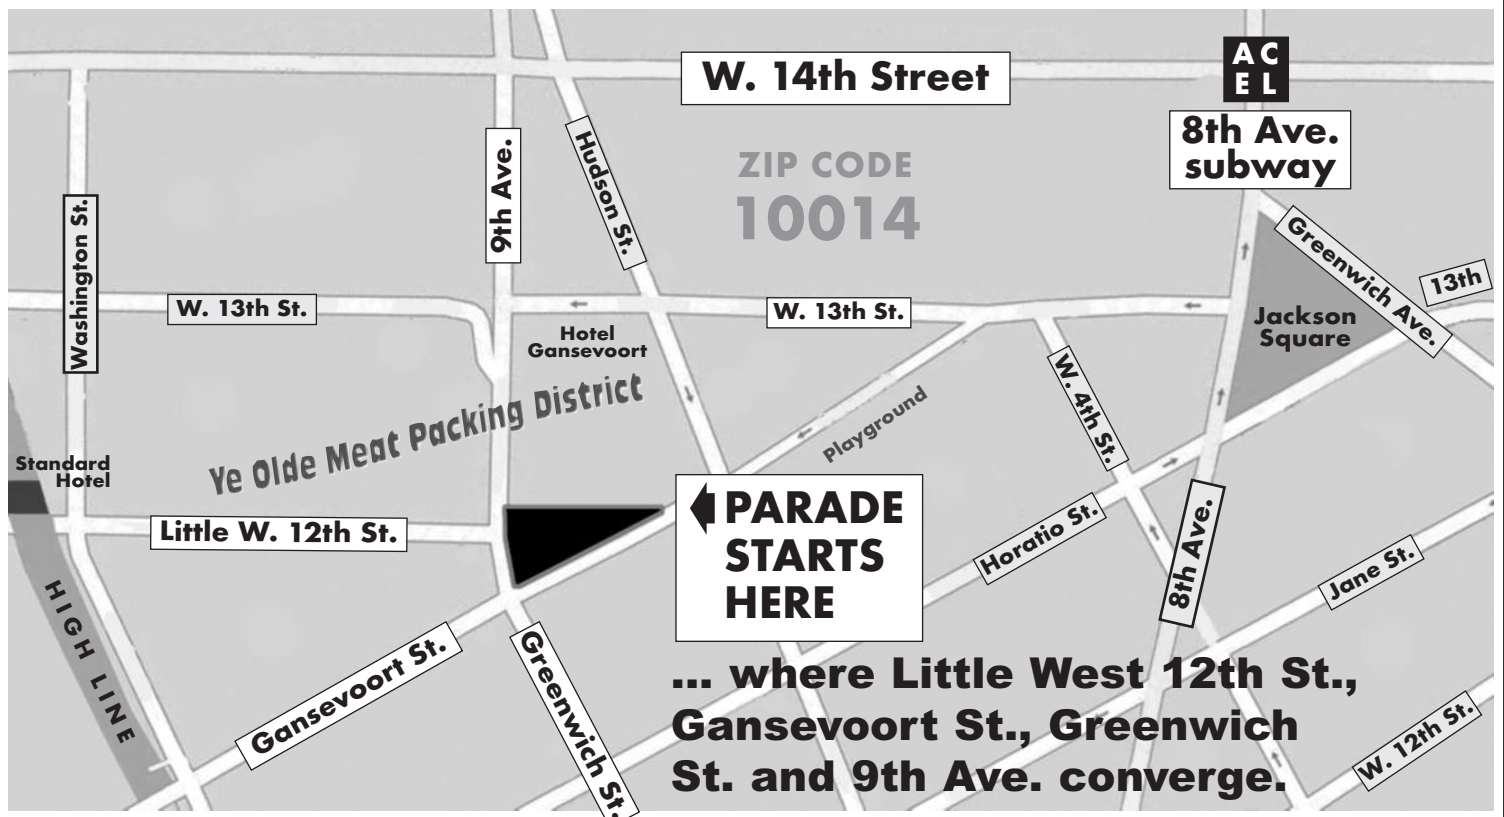 W. 14th Street
A C
E L
8th Ave.
subway
9th Ave.
Hudson St.
ZIP CODE
10014
Washington St.
Greenwich Ave.
13th
W. 13th St.
W. 13th St.
Hotel
Gansevoort
Jackson
Square
Ye Olde Meat Packing District
W. 4th St.
Playground
Standard
Hotel
Little W. 12th St.
PARADE
STARTS
HERE
Horatio St.
8th Ave.
Jane St.
HIGH LINE
Gansevoort St.
Greenwich St.
... where Little West 12th St.,
Gansevoort St., Greenwich
St. and 9th Ave. converge.
W. 12th St.